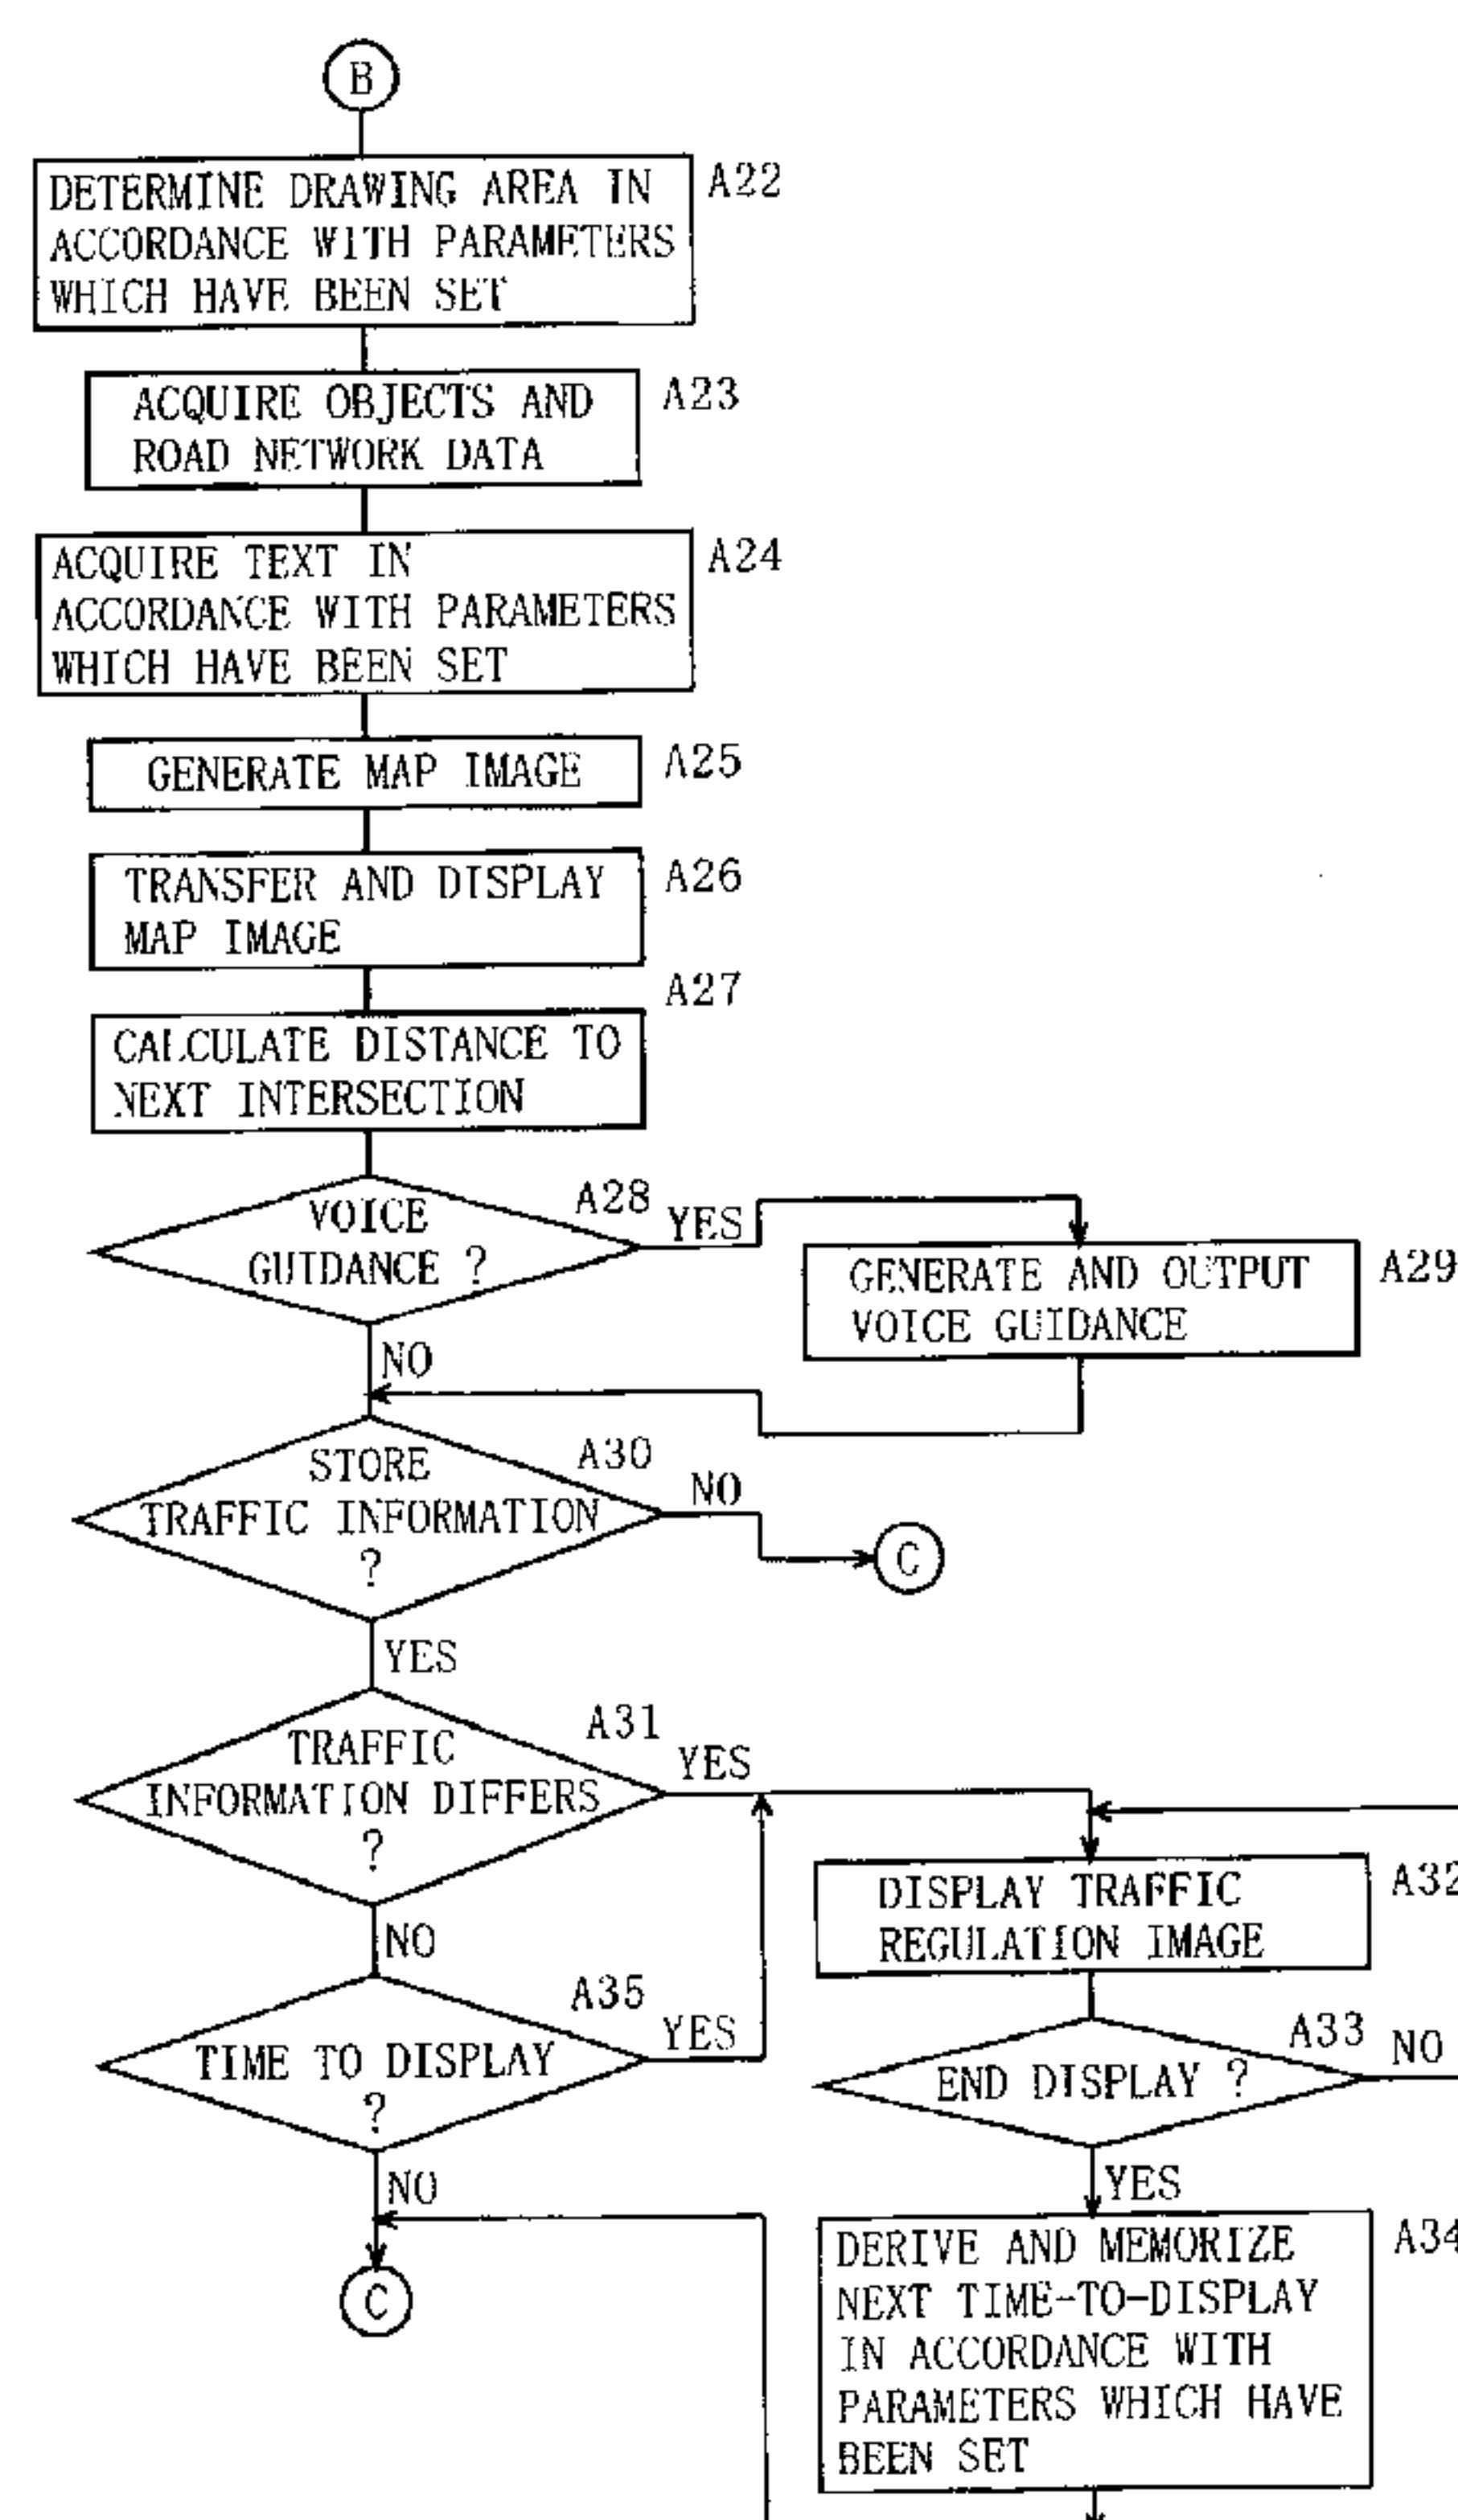 B
DETERMINE DRAWING AREA IN
ACCORDANCE WITH PARAMETERS
WHICH HAVE BEEN SET
A22
ACQUIRE OBJECTS AND
ROAD NETWORK DATA
A23
ACQUIRE TEXT IN
ACCORDANCE WITH PARAMETERS
WHICH HAVE BEEN SET
A24
GENERATE MAP IMAGE
A25
TRANSFER AND DISPLAY
MAP IMAGE
A26
A27
CALCULATE DISTANCE TO
NEXT INTERSECTION
VOICE
GUIDANCE ?
A28
YES
GENERATE AND OUTPUT
VOICE GUIDANCE
A29
NO
STORE
TRAFFIC INFORMATION
?
A30
NO
C
YES
TRAFFIC
INFORMATION DIFFERS
?
A31
YES
DISPLAY TRAFFIC
REGULATION IMAGE
A32
NO
TIME TO DISPLAY
?
A35
YES
END DISPLAY ?
A33
NO
NO
C
YES
DERIVE AND MEMORIZE
NEXT TIME-TO-DISPLAY
IN ACCORDANCE WITH
PARAMETERS WHICH HAVE
BEEN SET
A34